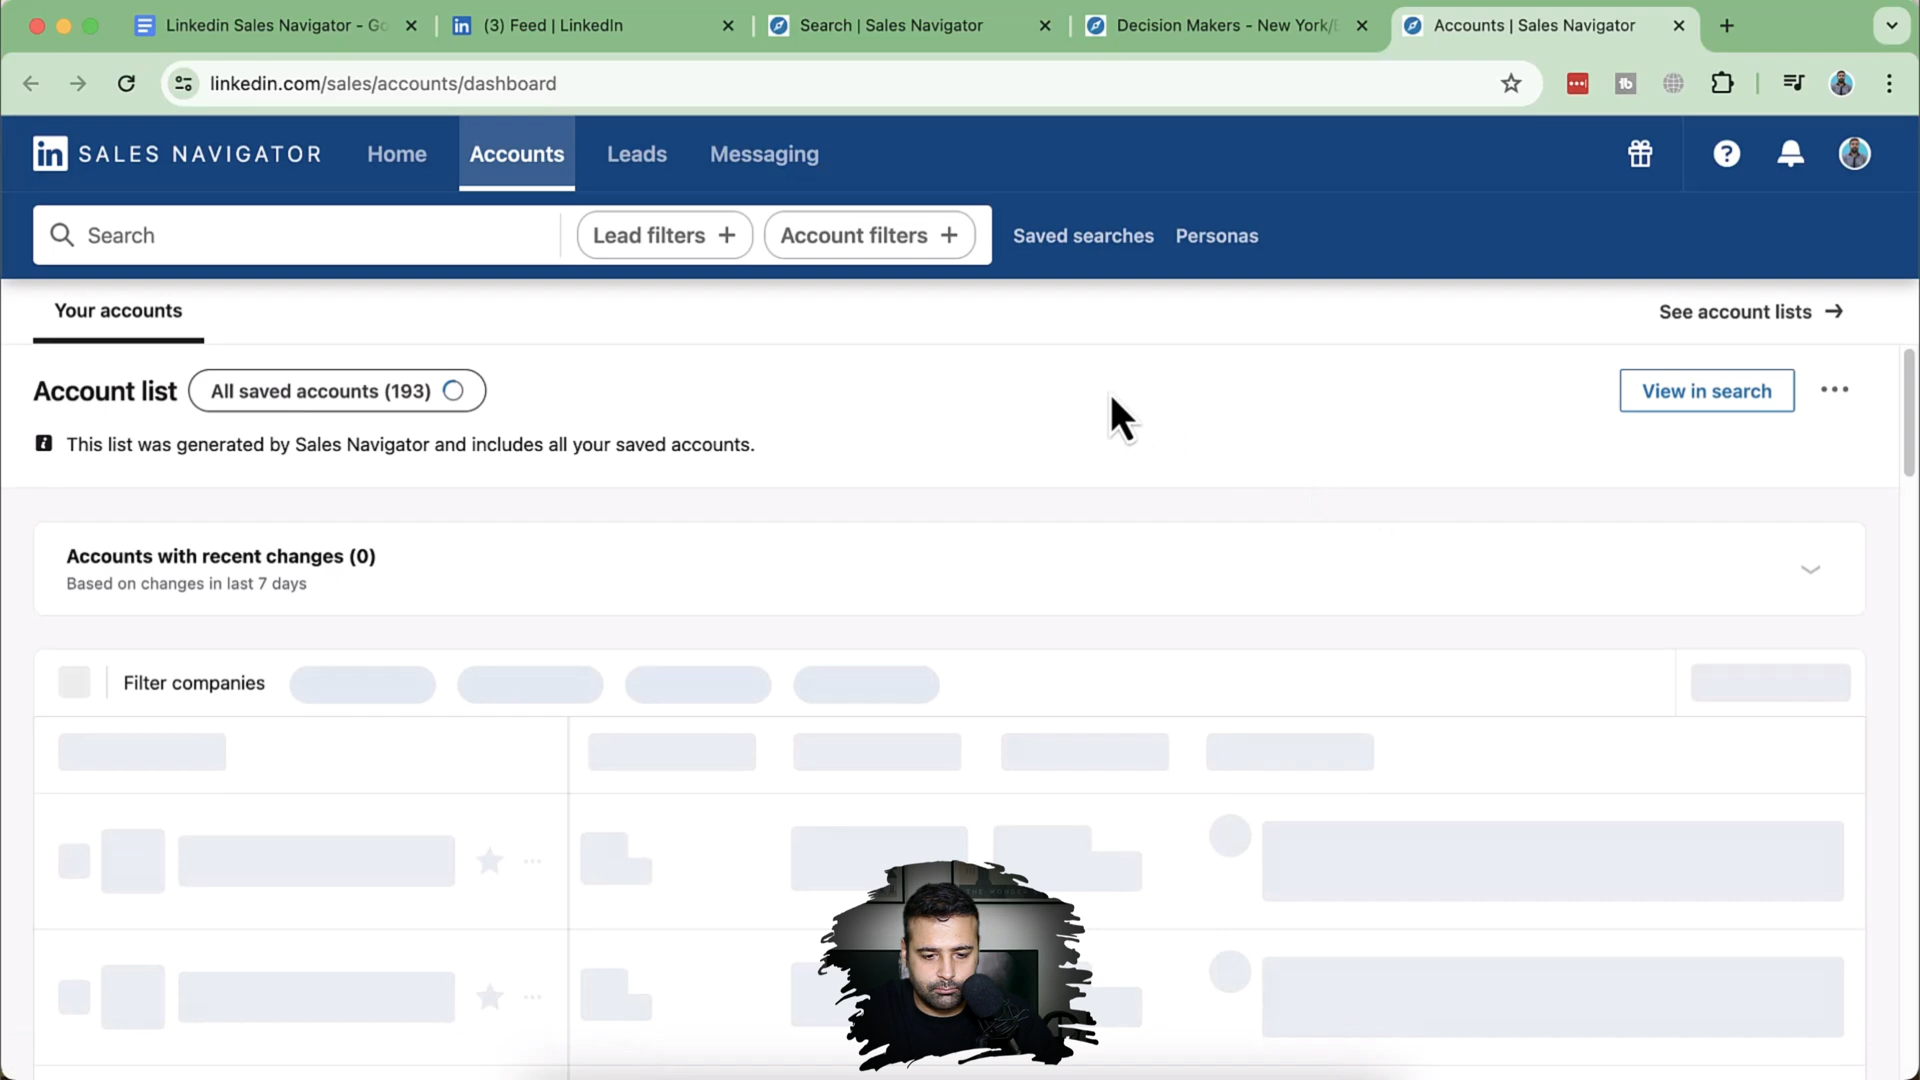 Linkedin Sales Navigator - Go
(3) Feed | LinkedIn
Search | Sales Navigator
Decision Makers - New York/
Accounts | Sales Navigator
linkedin.com/sales/accounts/dashboard
in SALES NAVIGATOR
Home
Accounts
Leads
Messaging
Search
Lead filters +
Account filters +
Saved searches
Personas
Your accounts
See account lists →
Account list
All saved accounts (193)
View in search
This list was generated by Sales Navigator and includes all your saved accounts.
Accounts with recent changes (0)
Based on changes in last 7 days
Filter companies